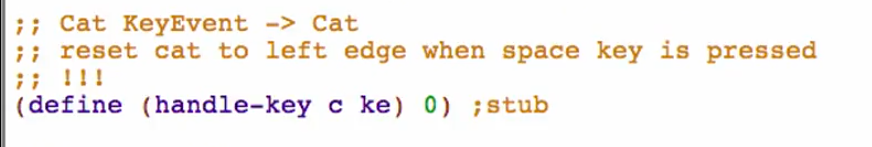 ;; Cat KeyEvent -> Cat
;; reset cat to left edge when space key is pressed
;; !!!
(define (handle-key c ke) 0) ;stub